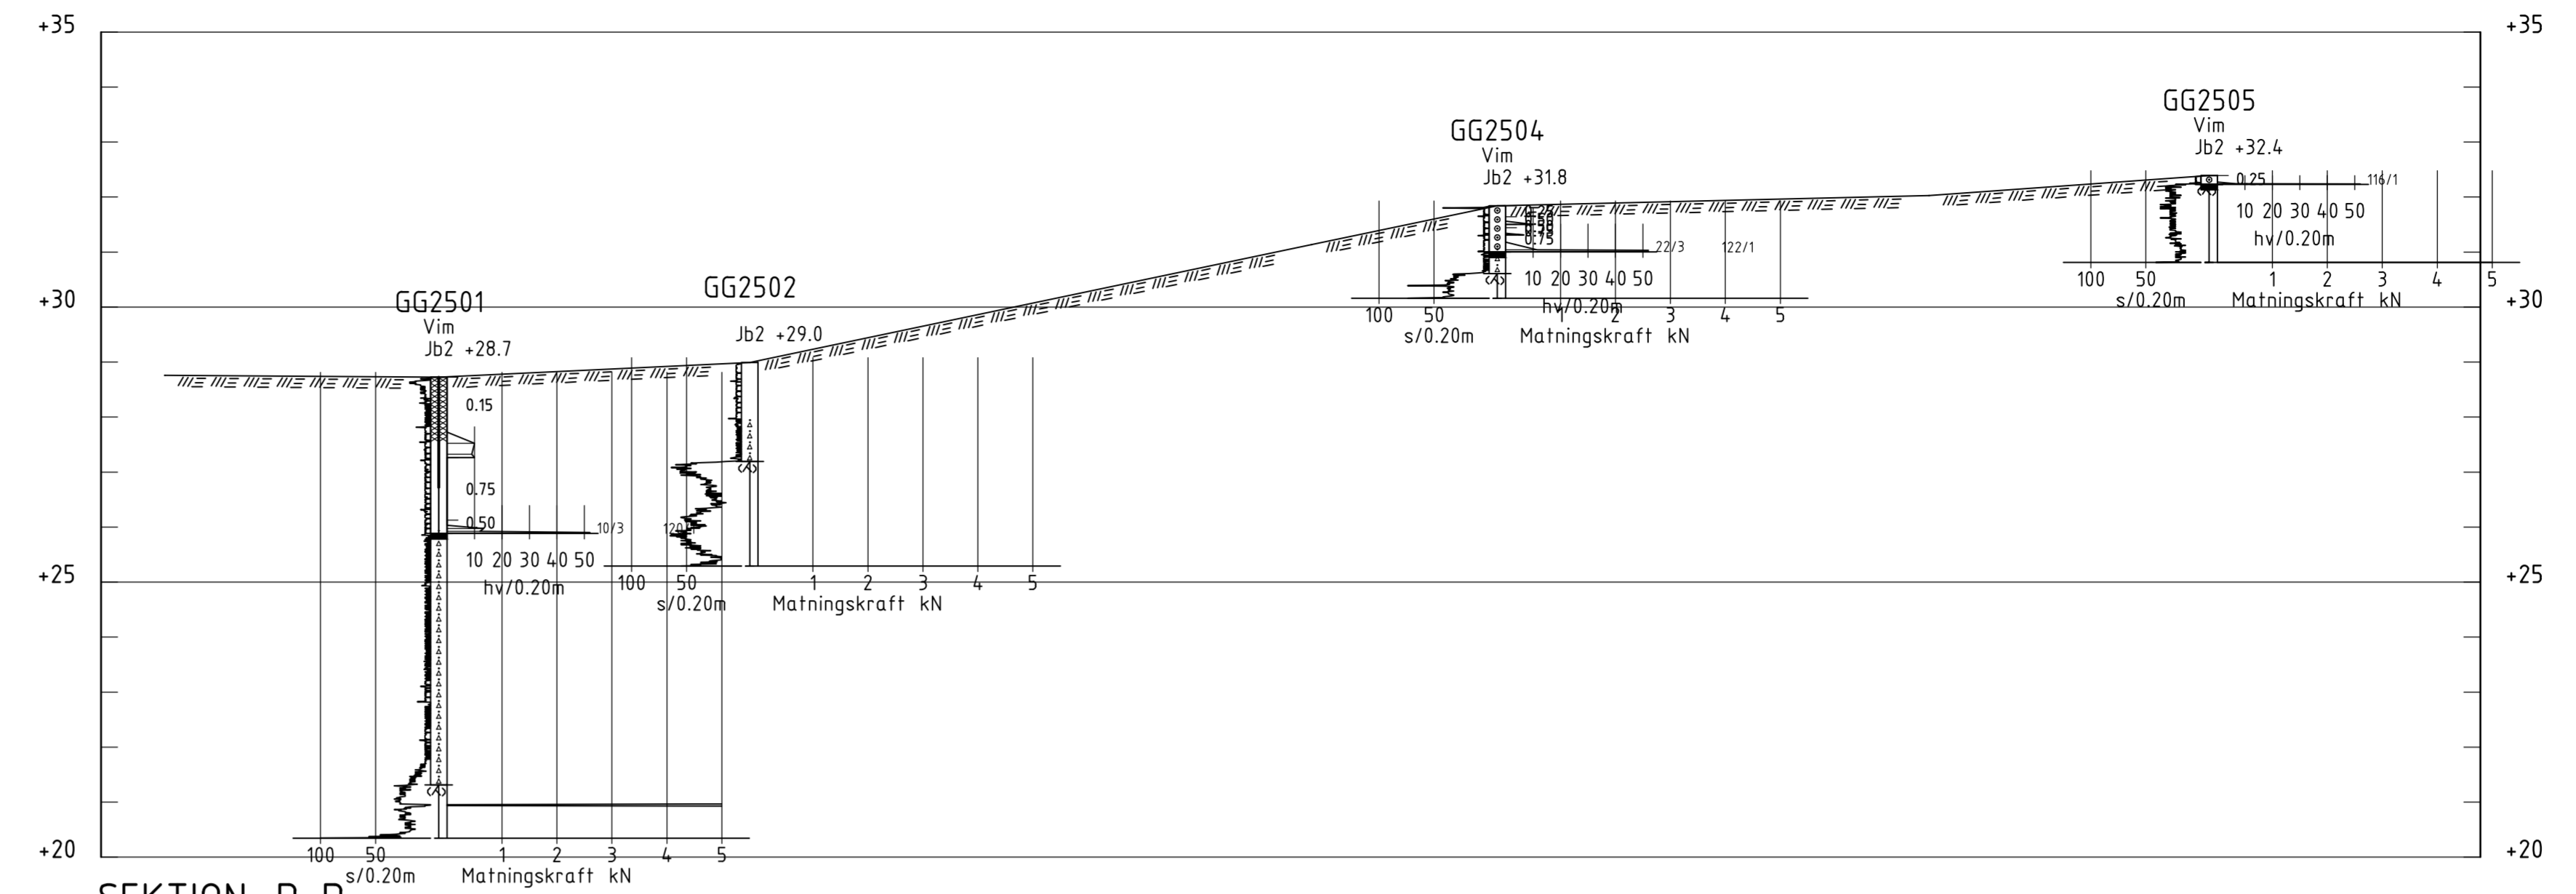 +35 +35
GG2505
Vim
Jb2 +32.4
0.25 116/1
10 20 30 40 50
hv/0.20m
100 50 1 2 3 4 5
s/0.20m Matningskraft kN
GG2504
Vim
Jb2 +31.8
0.75
22/3 122/1
10 20 30 40 50
hv/0.20m
100 50 1 2 3 4 5
s/0.20m Matningskraft kN
+30 +30
GG2502
Jb2 +29.0
100 50 1 2 3 4 5
s/0.20m Matningskraft kN
GG2501
Vim
Jb2 +28.7
0.15
0.75
0.50
10/3 120/
10 20 30 40 50
hv/0.20m
+25 +25
100 50 1 2 3 4 5
s/0.20m Matningskraft kN
+20 +20
SEKTION B-B